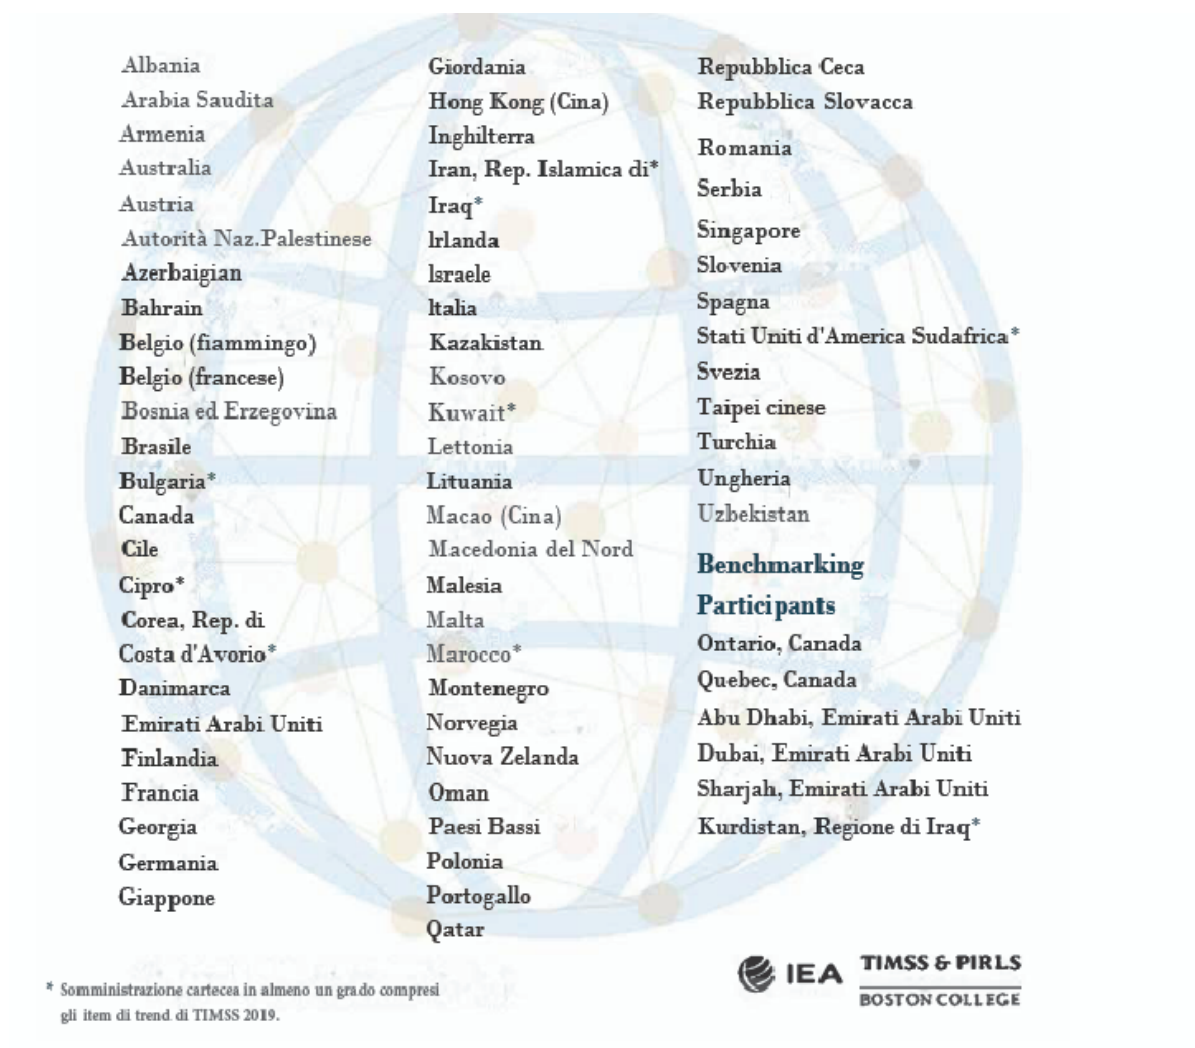 Albania
Arabia Saudita
Armenia
Australia
Austria
Autorità Naz.Palestinese
Azerbaigian
Bahrain
Belgio (fiammingo)
Belgio (francese)
Bosnia ed Erzegovina
Brasile
Bulgaria*
Canada
Cile
Cipro*
Corea, Rep. di
Costa d'Avorio*
Danimarca
Emirati Arabi Uniti
Finlandia
Francia
Georgia
Germania
Giappone
Giordania
Hong Kong (Cina)
Inghilterra
Iran, Rep. Islamica di*
Iraq*
Irlanda
Israele
Italia
Kazakistan
Kosovo
Kuwait*
Lettonia
Lituania
Macao (Cina)
Macedonia del Nord
Malesia
Malta
Marocco*
Montenegro
Norvegia
Nuova Zelanda
Oman
Paesi Bassi
Polonia
Portogallo
Qatar
Repubblica Ceca
Repubblica Slovacca
Romania
Serbia
Singapore
Slovenia
Spagna
Stati Uniti d'America Sudafrica*
Svezia
Taipei cinese
Turchia
Ungheria
Uzbekistan
Benchmarking
Participants
Ontario, Canada
Quebec, Canada
Abu Dhabi, Emirati Arabi Uniti
Dubai, Emirati Arabi Uniti
Sharjah, Emirati Arabi Uniti
Kurdistan, Regione di Iraq*
* Somministrazione cartecea in almeno un grado compresi
gli item di trend di TIMSS 2019.
IEA
TIMSS & PIRLS
BOSTON COLLEGE